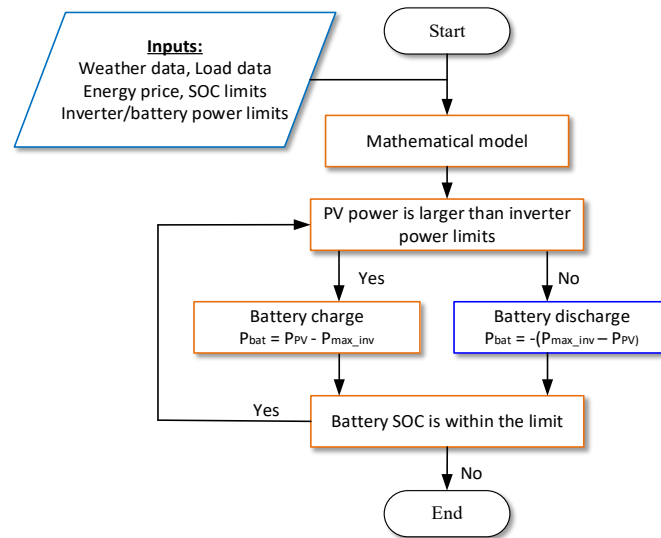 Inputs:
Weather data, Load data
Energy price, SOC limits
Inverter/battery power limits
Start
Mathematical model
PV power is larger than inverter
power limits
Yes
No
Battery charge
Pbat = PPV - Pmax_inv
Battery discharge
Pbat = -(Pmax_inv – PPV)
Yes
Battery SOC is within the limit
No
End